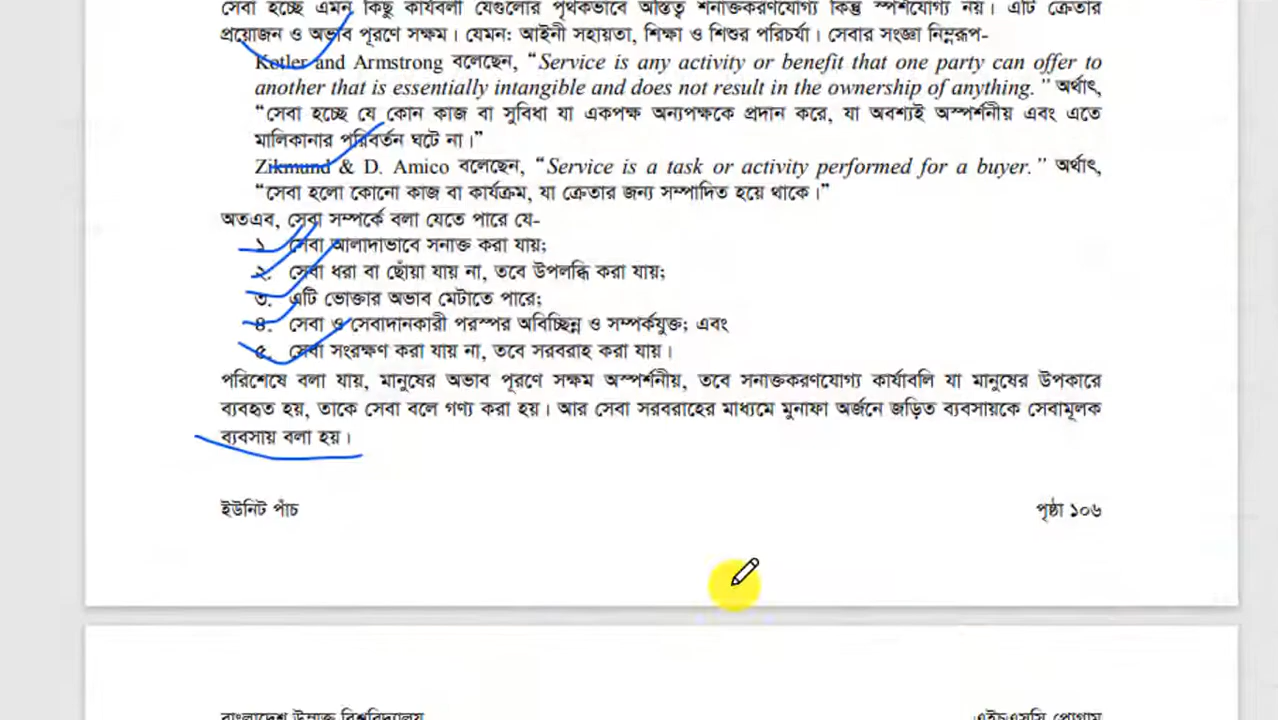 সেবা হচ্ছে এমন কিছু কার্যবলী যেগুলোর পৃথকভাবে অস্তিত্ব শনাক্তকরণযোগ্য কিন্তু স্পর্শযোগ্য নয়। এটি ক্রেতার
প্রয়োজন ও অভাব পূরণে সক্ষম। যেমন: আইনী সহায়তা, শিক্ষা ও শিশুর পরিচর্যা। সেবার সংজ্ঞা নিম্নরূপ-
Kotler and Armstrong বলেছেন, “Service is any activity or benefit that one party can offer to
another that is essentially intangible and does not result in the ownership of anything.” অর্থাৎ,
“সেবা হচ্ছে যে কোন কাজ বা সুবিধা যা একপক্ষ অন্যপক্ষকে প্রদান করে, যা অবশ্যই অস্পর্শনীয় এবং এতে
মালিকানার পরিবর্তন ঘটে না।”
Zikmund & D. Amico বলেছেন, “Service is a task or activity performed for a buyer.” অর্থাৎ,
“সেবা হলো কোনো কাজ বা কার্যক্রম, যা ক্রেতার জন্য সম্পাদিত হয়ে থাকে।”
অতএব, সেবা সম্পর্কে বলা যেতে পারে যে-
১. সেবা আলাদাভাবে সনাক্ত করা যায়;
২. সেবা ধরা বা ছোঁয়া যায় না, তবে উপলব্ধি করা যায়;
৩. এটি ভোক্তার অভাব মেটাতে পারে;
৪. সেবা ও সেবাদানকারী পরস্পর অবিচ্ছিন্ন ও সম্পর্কযুক্ত; এবং
৫. সেবা সংরক্ষণ করা যায় না, তবে সরবরাহ করা যায়।
পরিশেষে বলা যায়, মানুষের অভাব পূরণে সক্ষম অস্পর্শনীয়, তবে সনাক্তকরণযোগ্য কার্যাবলি যা মানুষের উপকারে
ব্যবহৃত হয়, তাকে সেবা বলে গণ্য করা হয়। আর সেবা সরবরাহের মাধ্যমে মুনাফা অর্জনে জড়িত ব্যবসায়কে সেবামূলক
ব্যবসায় বলা হয়।
ইউনিট পাঁচ পৃষ্ঠা ১০৬
বাংলাদেশ উন্মুক্ত বিশ্ববিদ্যালয় এইচএসসি প্রোগ্রাম